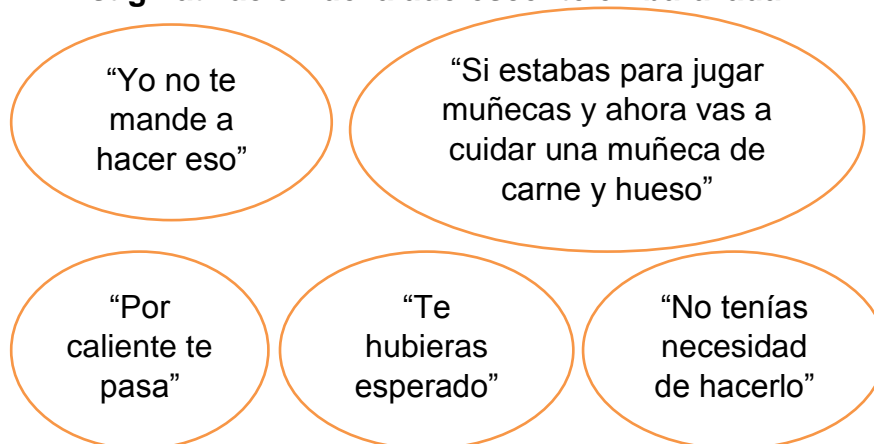 “Yo no te
mande a
hacer eso”
“Si estabas para jugar
muñecas y ahora vas a
cuidar una muñeca de
carne y hueso”
“Por
caliente te
pasa”
“Te
hubieras
esperado”
“No tenías
necesidad
de hacerlo”